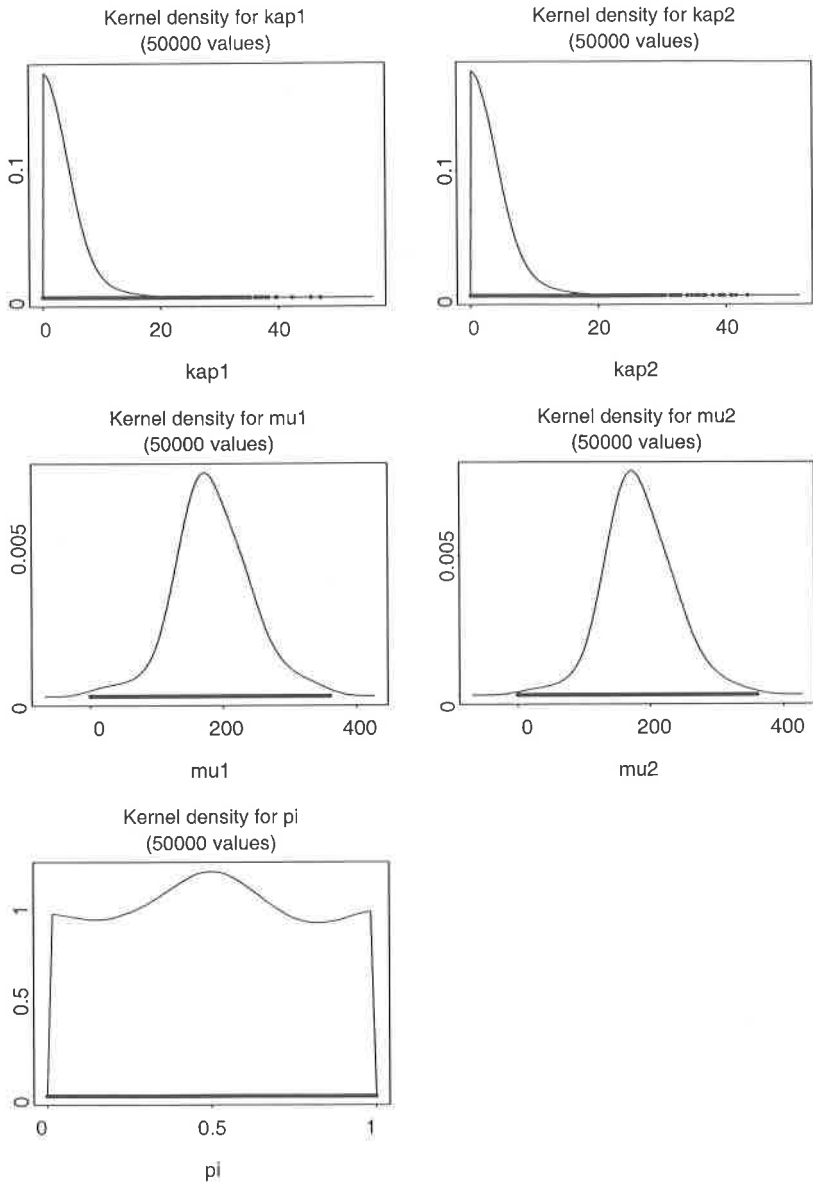 Kernel density for kap1
(50000 values)
0.1
0
0 20 40
kap1
Kernel density for kap2
(50000 values)
0.1
0
0 20 40
kap2
Kernel density for mu1
(50000 values)
0.005
0
0 200 400
mu1
Kernel density for mu2
(50000 values)
0.005
0
0 200 400
mu2
Kernel density for pi
(50000 values)
1
0.5
0
0 0.5 1
pi